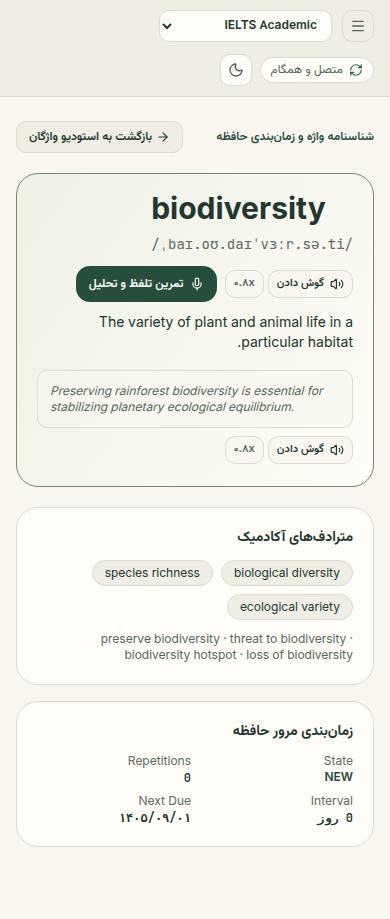 IELTS Academic
متصل و همگام
شناسنامه واژه و زمان‌بندی حافظه
بازگشت به استودیو واژگان
biodiversity
/ˌbaɪ.oʊ.daɪˈvɜːr.sə.t̬i/
گوش دادن
۰.۸x
تمرین تلفظ و تحلیل
The variety of plant and animal life in a
particular habitat.
Preserving rainforest biodiversity is essential for
stabilizing planetary ecological equilibrium.
گوش دادن
۰.۸x
مترادف‌های آکادمیک
biological diversity
species richness
ecological variety
preserve biodiversity · threat to biodiversity ·
biodiversity hotspot · loss of biodiversity
زمان‌بندی مرور حافظه
State
Repetitions
NEW
0
Interval
Next Due
0 روز
۱۴۰۵/۰۹/۰۱